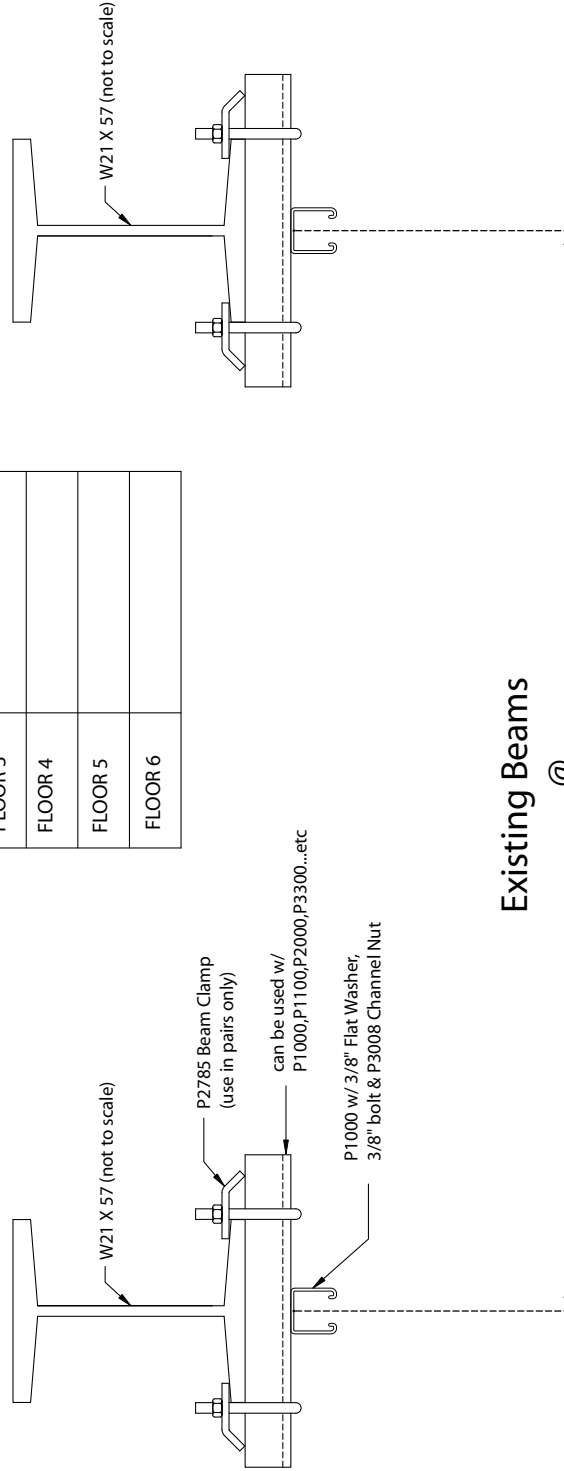 W21 X 57 (not to scale)
FLOOR 4
FLOOR 5
FLOOR 6
W21 X 57 (not to scale)
P2785 Beam Clamp
(use in pairs only)
can be used w/
P1000,P1100,P2000,P3300...etc
P1000 w/ 3/8" Flat Washer,
3/8" bolt & P3008 Channel Nut
Existing Beams
@